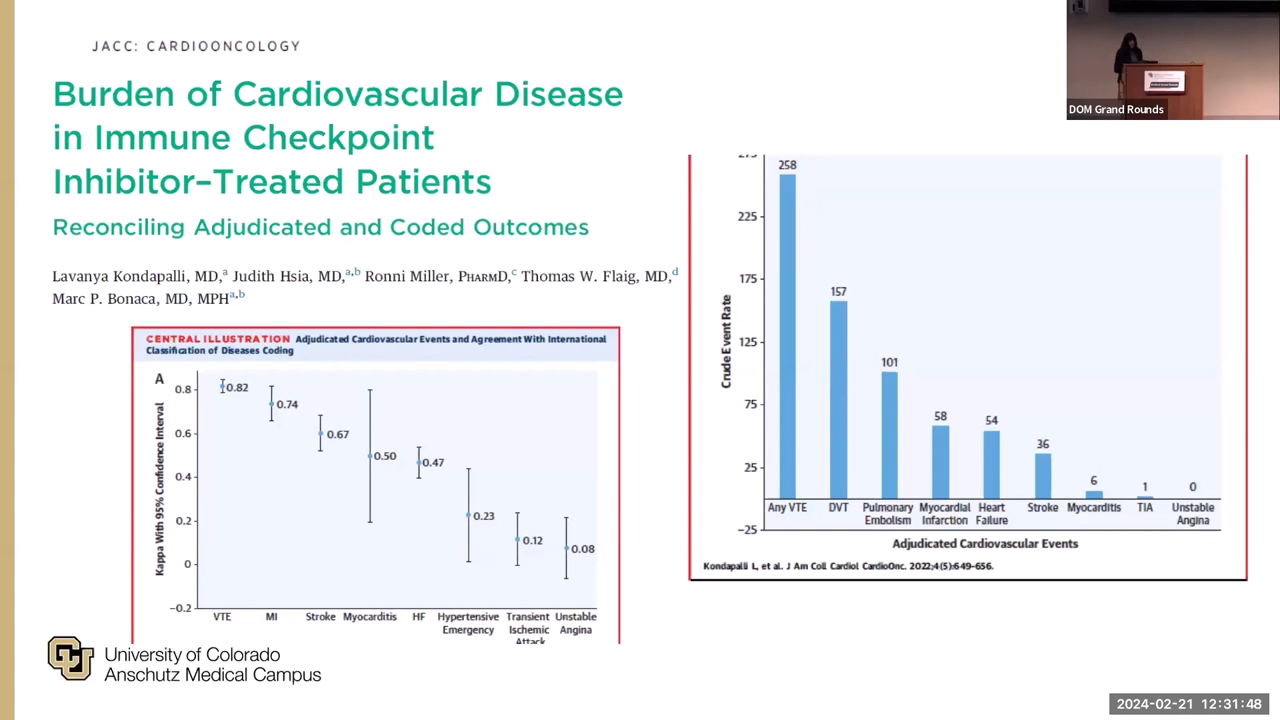 JACC: CARDIOONCOLOGY
Burden of Cardiovascular Disease
in Immune Checkpoint
Inhibitor–Treated Patients
Reconciling Adjudicated and Coded Outcomes
Lavanya Kondapalli, MD,a Judith Hsia, MD,a,b Ronni Miller, PharmD,c Thomas W. Flaig, MD,d
Marc P. Bonaca, MD, MPHa,b
CENTRAL ILLUSTRATION Adjudicated Cardiovascular Events and Agreement With International
Classification of Diseases Coding
A
Kappa With 95% Confidence Interval
0.8
0.6
0.4
0.2
0
−0.2
0.82
0.74
0.67
0.50
0.47
0.23
0.12
0.08
VTE MI Stroke Myocarditis HF Hypertensive Transient Unstable
Emergency Ischemic Angina
Attack
University of Colorado
Anschutz Medical Campus
DOM Grand Rounds
Crude Event Rate
275
225
175
125
75
25
−25
258
157
101
58
54
36
6
1
0
Any VTE DVT Pulmonary Myocardial Heart Stroke Myocarditis TIA Unstable
Embolism Infarction Failure Angina
Adjudicated Cardiovascular Events
Kondapalli L, et al. J Am Coll Cardiol CardioOnc. 2022;4(5):649-656.
2024-02-21 12:31:48